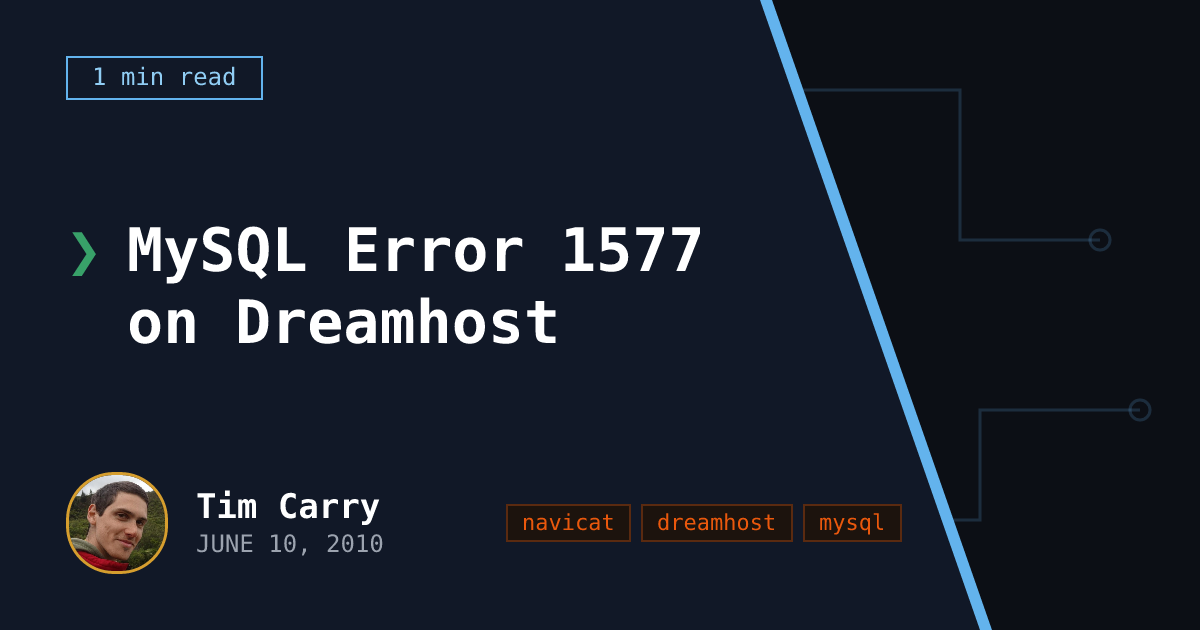 1 min read
❯ MySQL Error 1577
on Dreamhost
Tim Carry
JUNE 10, 2010
navicat dreamhost mysql